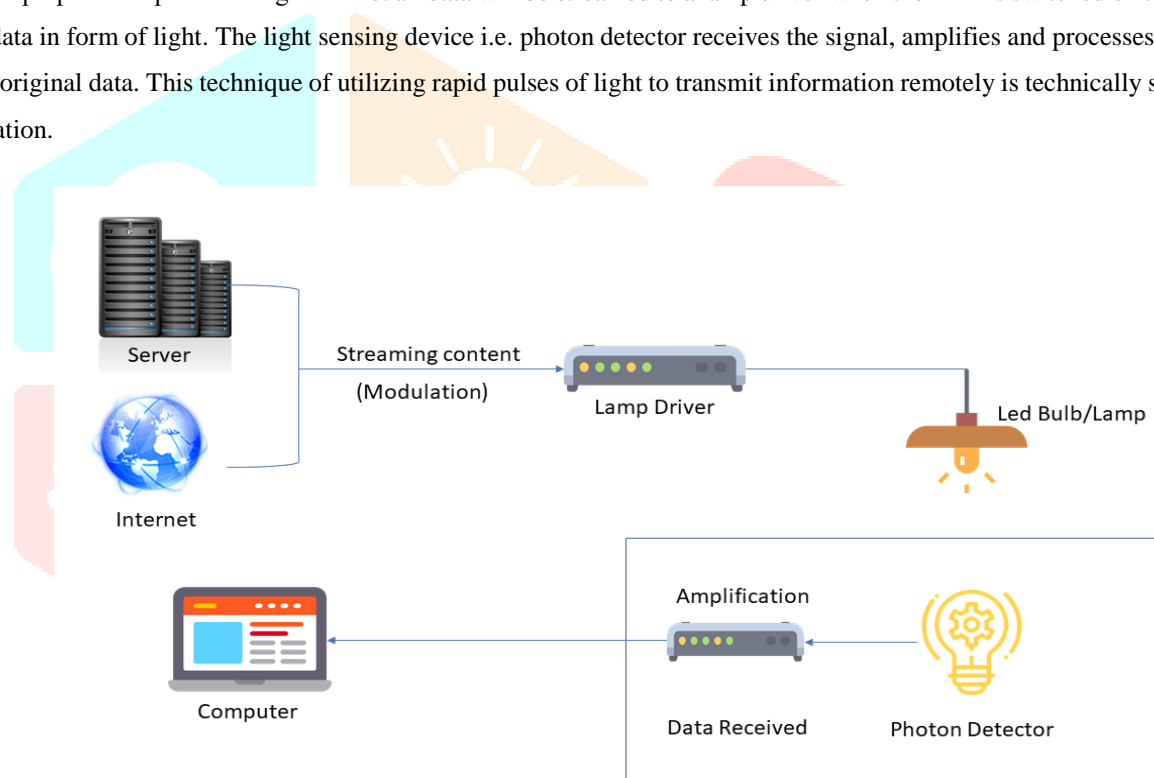 data in form of light. The light sensing device i.e. photon detector receives the signal, amplifies and processes
original data. This technique of utilizing rapid pulses of light to transmit information remotely is technically s
ation.
Server
Streaming content
(Modulation)
Lamp Driver
Led Bulb/Lamp
Internet
Amplification
Computer
Data Received
Photon Detector